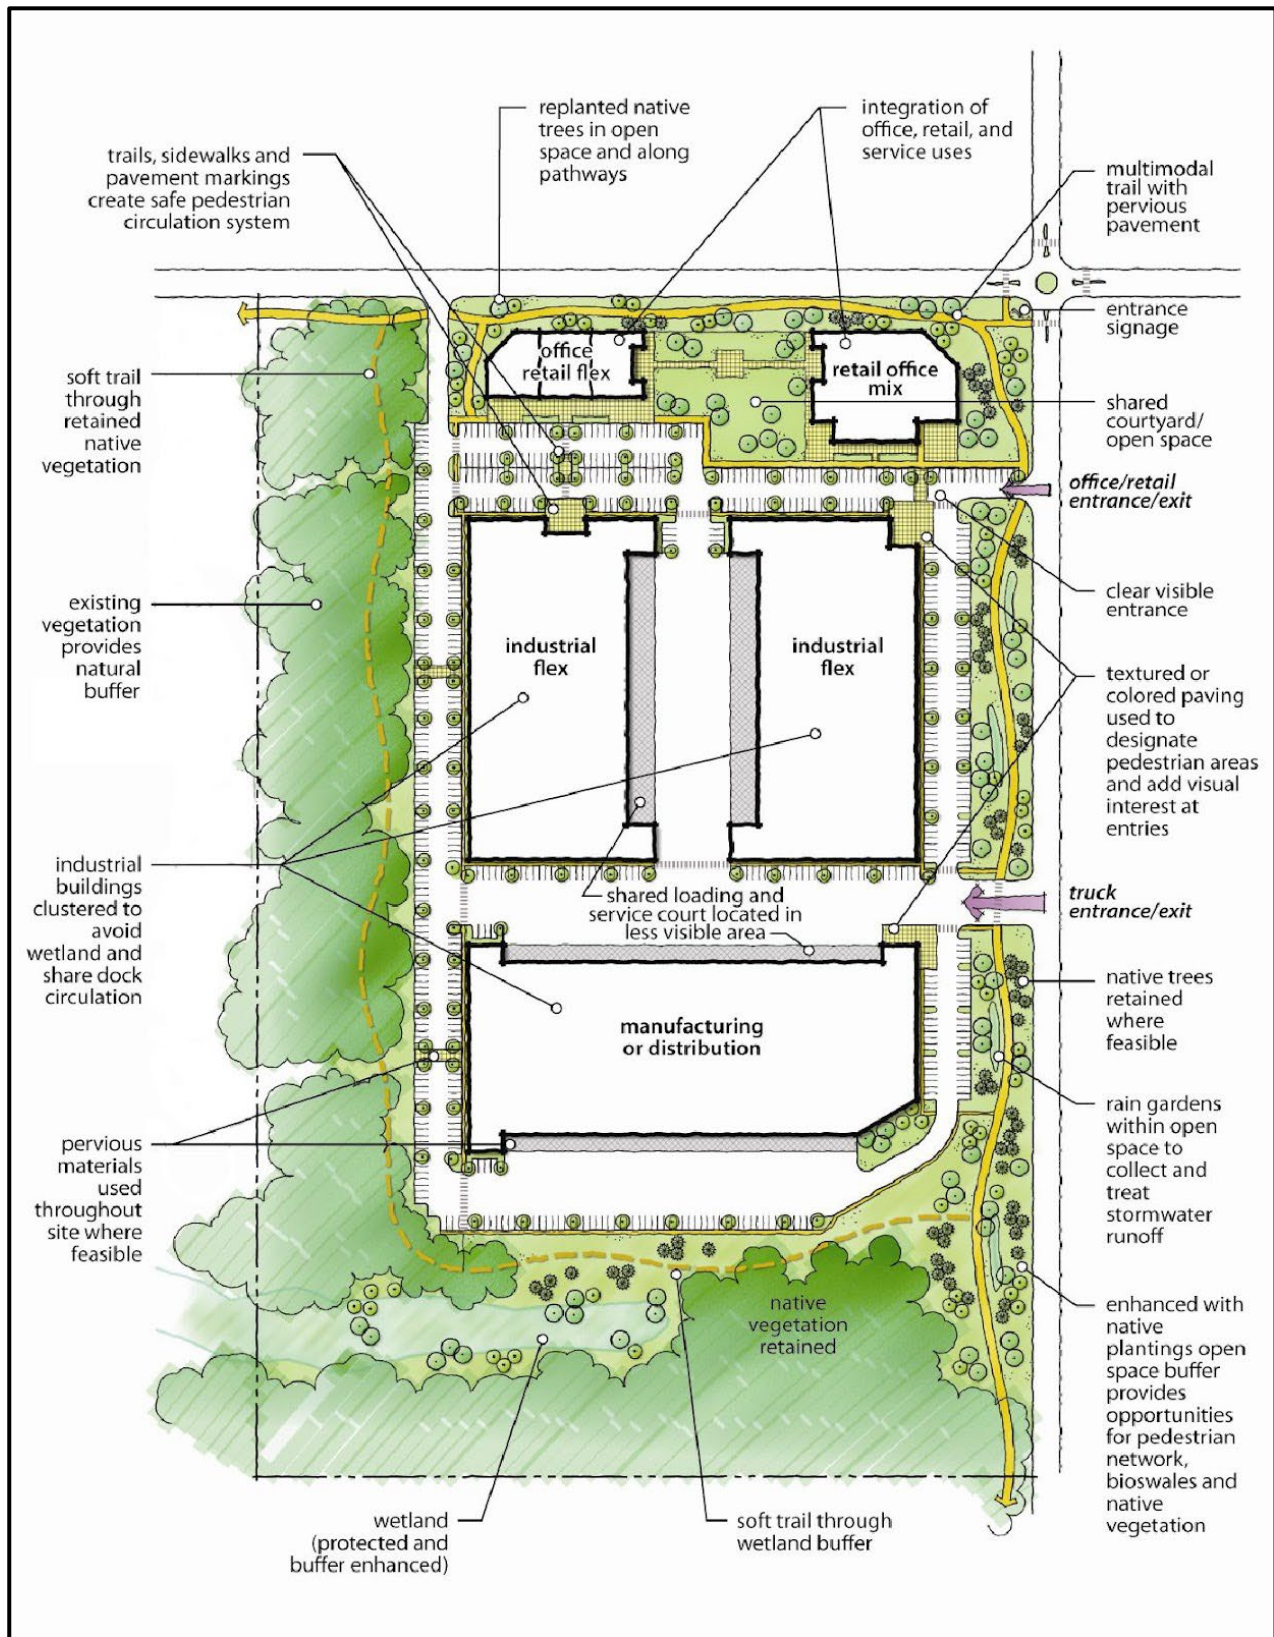 replanted native
trees in open
space and along
pathways
integration of
office, retail, and
service uses
trails, sidewalks and
pavement markings
create safe pedestrian
circulation system
multimodal
trail with
pervious
pavement
entrance
signage
office
retail flex
retail office
mix
soft trail
through
retained
native
vegetation
shared
courtyard/
open space
office/retail
entrance/exit
existing
vegetation
provides
natural
buffer
clear visible
entrance
industrial
flex
industrial
flex
textured or
colored paving
used to
designate
pedestrian areas
and add visual
interest at
entries
industrial
buildings
clustered to
avoid
wetland and
share dock
circulation
shared loading and
service court located in
less visible area
truck
entrance/exit
native trees
retained
where
feasible
manufacturing
or distribution
pervious
materials
used
throughout
site where
feasible
rain gardens
within open
space to
collect and
treat
stormwater
runoff
native
vegetation
retained
enhanced with
native
plantings open
space buffer
provides
opportunities
for pedestrian
network,
bioswales and
native
vegetation
wetland
(protected and
buffer enhanced)
soft trail through
wetland buffer